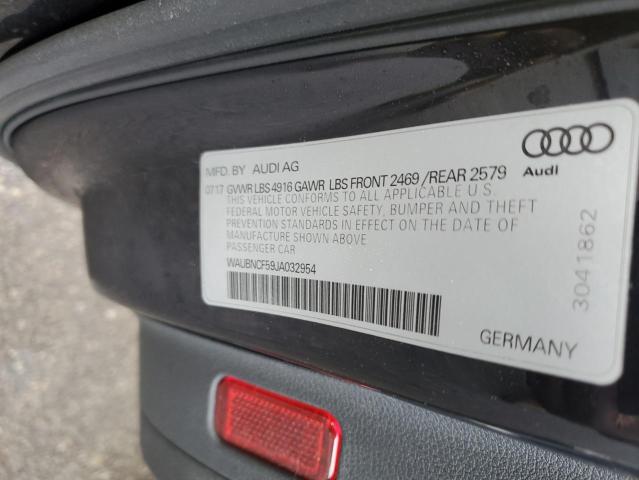 MFD. BY AUDI AG
Audi
0717 GVWR LBS 4916 GAWR LBS FRONT 2469 /REAR 2579
THIS VEHICLE CONFORMS TO ALL APPLICABLE U S.
FEDERAL MOTOR VEHICLE SAFETY, BUMPER AND THEFT
PREVENTION STANDARDS IN EFFECT ON THE DATE OF
MANUFACTURE SHOWN ABOVE
PASSENGER CAR
WAUBNCF59JA032954
3041862
GERMANY